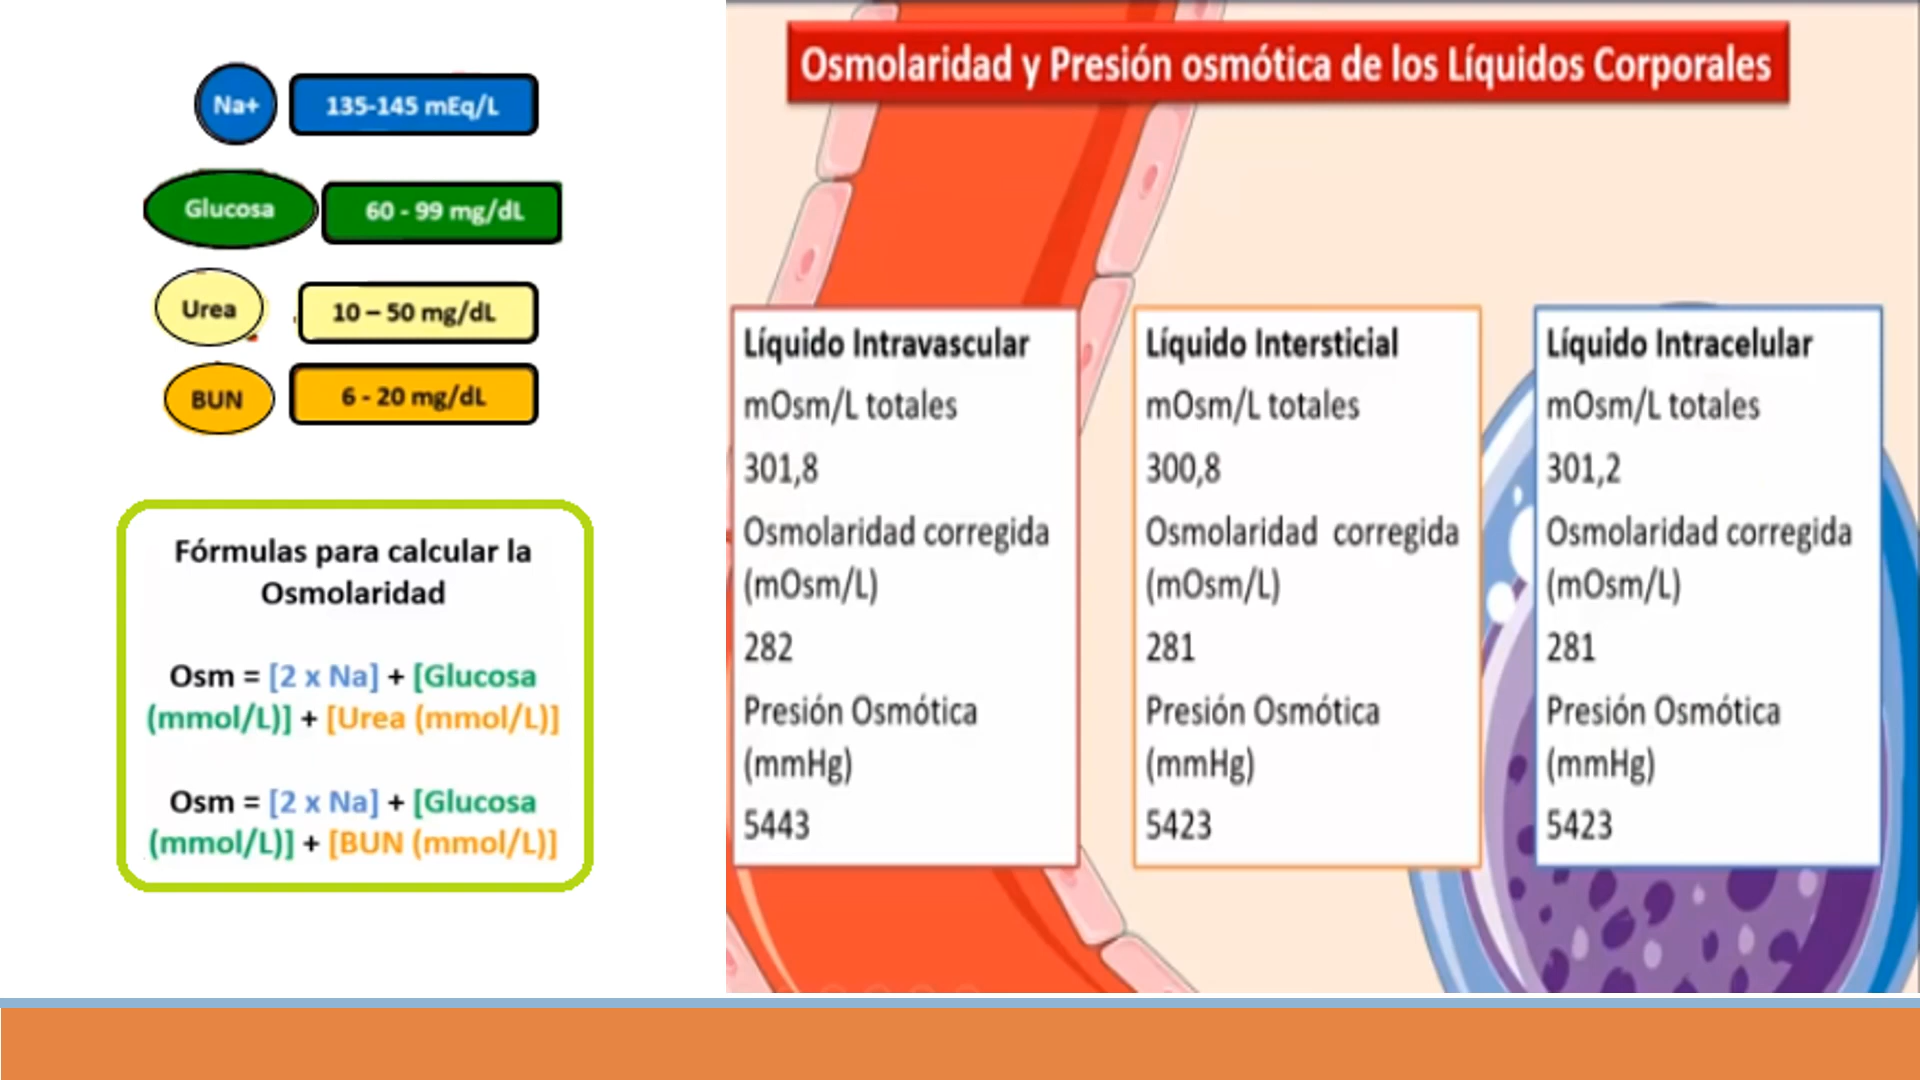 Na+
135-145 mEq/L
Glucosa
60 - 99 mg/dL
Urea
10 – 50 mg/dL
BUN
6 - 20 mg/dL
Fórmulas para calcular la
Osmolaridad
Osm = [2 x Na] + [Glucosa
(mmol/L)] + [Urea (mmol/L)]
Osm = [2 x Na] + [Glucosa
(mmol/L)] + [BUN (mmol/L)]
Osmolaridad y Presión osmótica de los Líquidos Corporales
Líquido Intravascular
mOsm/L totales
301,8
Osmolaridad corregida
(mOsm/L)
282
Presión Osmótica
(mmHg)
5443
Líquido Intersticial
mOsm/L totales
300,8
Osmolaridad corregida
(mOsm/L)
281
Presión Osmótica
(mmHg)
5423
Líquido Intracelular
mOsm/L totales
301,2
Osmolaridad corregida
(mOsm/L)
281
Presión Osmótica
(mmHg)
5423